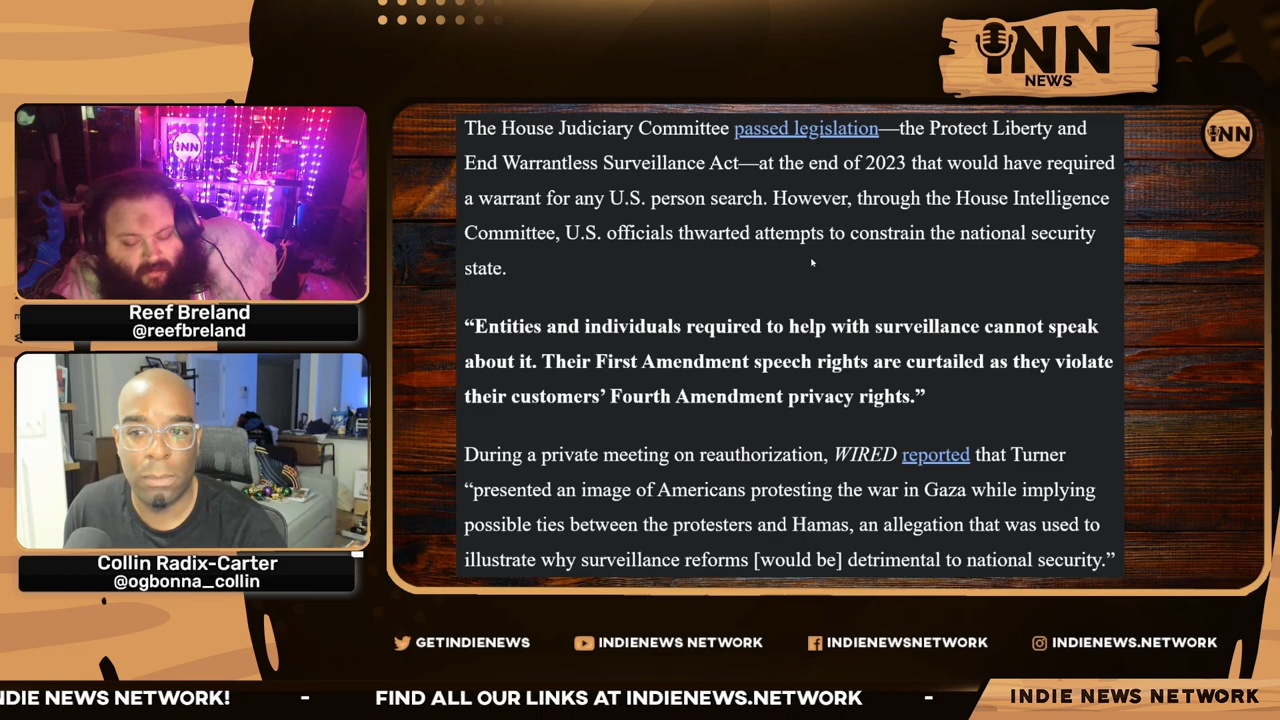 iNN
NEWS
iNN
iNN
Reef Breland
@reefbreland
Collin Radix-Carter
@ogbonna_collin
The House Judiciary Committee passed legislation—the Protect Liberty and
End Warrantless Surveillance Act—at the end of 2023 that would have required
a warrant for any U.S. person search. However, through the House Intelligence
Committee, U.S. officials thwarted attempts to constrain the national security
state.
“Entities and individuals required to help with surveillance cannot speak
about it. Their First Amendment speech rights are curtailed as they violate
their customers’ Fourth Amendment privacy rights.”
During a private meeting on reauthorization, WIRED reported that Turner
“presented an image of Americans protesting the war in Gaza while implying
possible ties between the protesters and Hamas, an allegation that was used to
illustrate why surveillance reforms [would be] detrimental to national security.”
GETINDIENEWS
INDIENEWS NETWORK
INDIENEWSNETWORK
INDIENEWS.NETWORK
NDIE NEWS NETWORK! - FIND ALL OUR LINKS AT INDIENEWS.NETWORK -
INDIE NEWS NETWORK